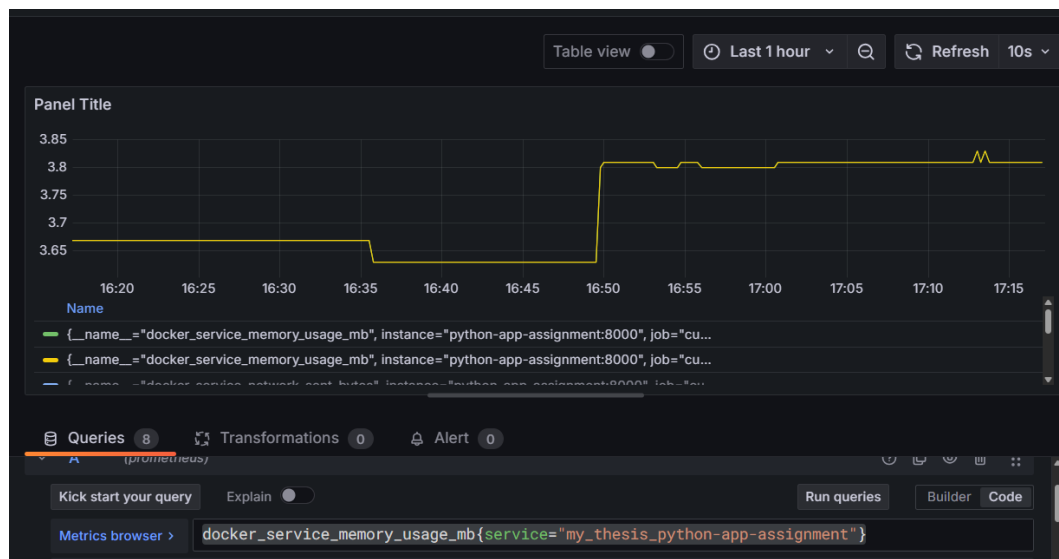 Table view Last 1 hour Refresh 10s
Panel Title
3.85
3.8
3.75
3.7
3.65
16:20 16:25 16:30 16:35 16:40 16:45 16:50 16:55 17:00 17:05 17:10 17:15
Name
{__name__="docker_service_memory_usage_mb", instance="python-app-assignment:8000", job="cu...
{__name__="docker_service_memory_usage_mb", instance="python-app-assignment:8000", job="cu...
Queries 8 Transformations 0 Alert 0
A (prometheus)
Kick start your query Explain Run queries Builder Code
Metrics browser > docker_service_memory_usage_mb{service="my_thesis_python-app-assignment"}